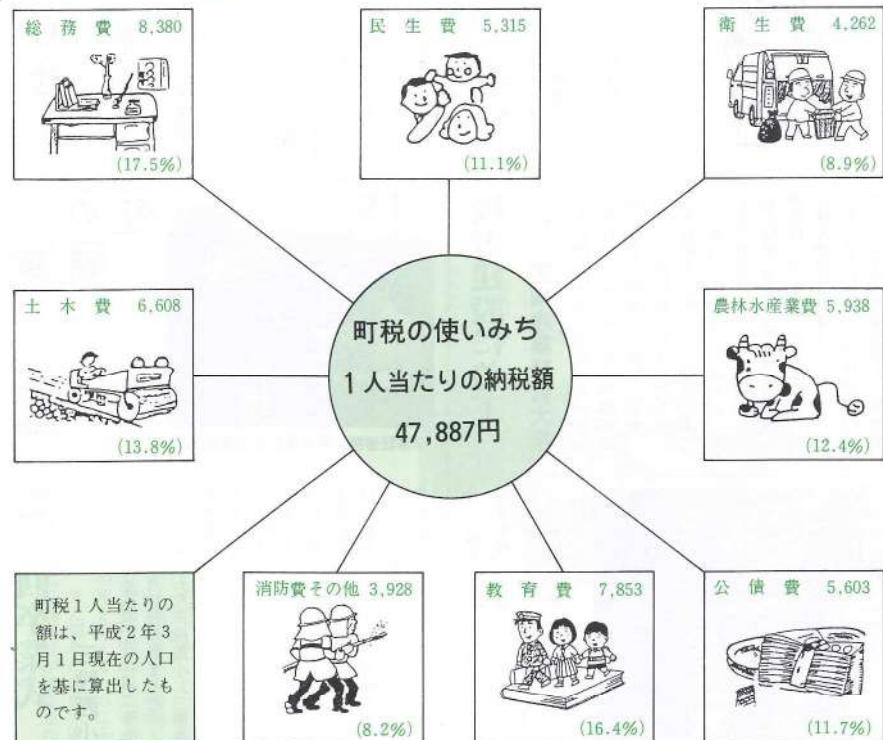 総務費 8,380
(17.5%)
民生費 5,315
(11.1%)
衛生費 4,262
(8.9%)
土木費 6,608
(13.8%)
町税の使いみち
1人当たりの納税額
47,887円
農林水産業費 5,938
(12.4%)
町税1人当たりの
額は、平成2年3
月1日現在の人口
を基に算出したも
のです。
消防費その他 3,928
(8.2%)
教育費 7,853
(16.4%)
公債費 5,603
(11.7%)